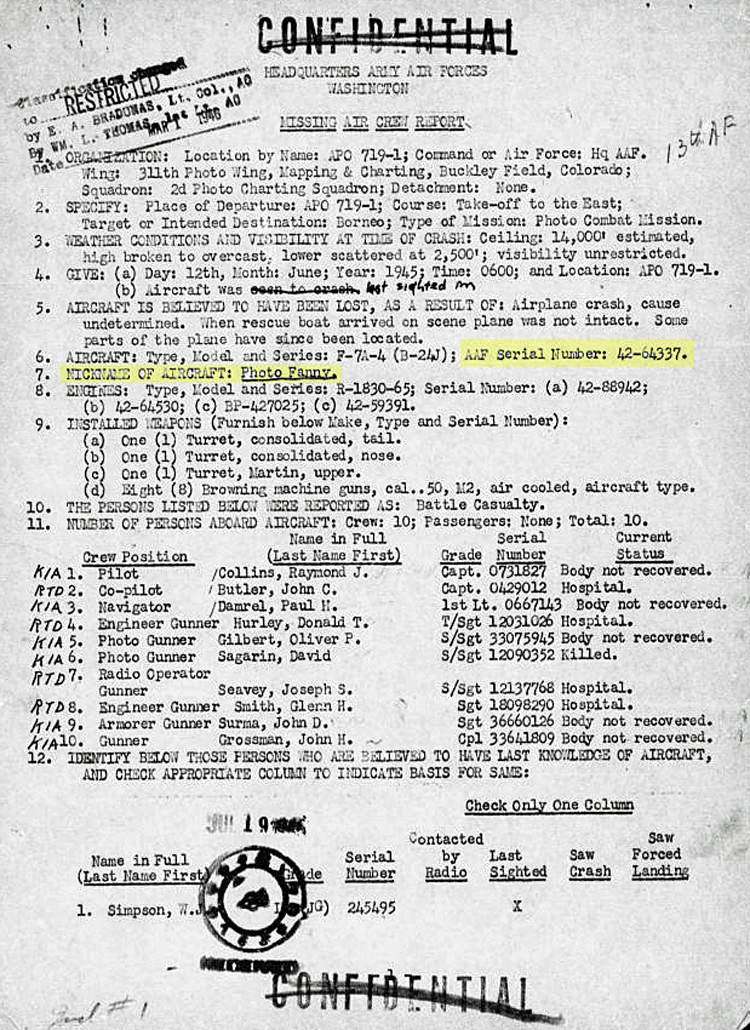 CONFIDENTIAL
HEADQUARTERS ARMY AIR FORCES
WASHINGTON
Classification changed
to RESTRICTED
by E. A. BRADUNAS, Lt. Col., AO
By WM. L. THOMAS, 1st Lt. AO
Date MAR 1 1946
MISSING AIR CREW REPORT
13th AF
1. ORGANIZATION: Location by Name: APO 719-1; Command or Air Force: Hq AAF.
Wing: 311th Photo Wing, Mapping & Charting, Buckley Field, Colorado;
Squadron: 2d Photo Charting Squadron; Detachment: None.
2. SPECIFY: Place of Departure: APO 719-1; Course: Take-off to the East;
Target or Intended Destination: Borneo; Type of Mission: Photo Combat Mission.
3. WEATHER CONDITIONS AND VISIBILITY AT TIME OF CRASH: Ceiling: 14,000' estimated,
high broken to overcast, lower scattered at 2,500'; visibility unrestricted.
4. GIVE: (a) Day: 12th, Month: June; Year: 1945; Time: 0600; and Location: APO 719-1.
(b) Aircraft was seen to crash. last sighted in
5. AIRCRAFT IS BELIEVED TO HAVE BEEN LOST, AS A RESULT OF: Airplane crash, cause
undetermined. When rescue boat arrived on scene plane was not intact. Some
parts of the plane have since been located.
6. AIRCRAFT: Type, Model and Series: F-7A-4 (B-24J); AAF Serial Number: 42-64337.
7. NICKNAME OF AIRCRAFT: Photo Fanny.
8. ENGINES: Type, Model and Series: R-1830-65; Serial Number: (a) 42-88942;
(b) 42-64530; (c) BP-427025; (c) 42-59391.
9. INSTALLED WEAPONS (Furnish below Make, Type and Serial Number):
(a) One (1) Turret, consolidated, tail.
(b) One (1) Turret, consolidated, nose.
(c) One (1) Turret, Martin, upper.
(d) Eight (8) Browning machine guns, cal..50, M2, air cooled, aircraft type.
10. THE PERSONS LISTED BELOW WERE REPORTED AS: Battle Casualty.
11. NUMBER OF PERSONS ABOARD AIRCRAFT: Crew: 10; Passengers: None; Total: 10.
Name in Full Serial Current
Crew Position (Last Name First) Grade Number Status
KIA 1. Pilot /Collins, Raymond J. Capt. 0731827 Body not recovered.
RTD 2. Co-pilot /Butler, John C. Capt. 0429012 Hospital.
KIA 3. Navigator /Damrel, Paul H. 1st Lt. 0667143 Body not recovered.
RTD 4. Engineer Gunner Hurley, Donald T. T/Sgt 12031026 Hospital.
KIA 5. Photo Gunner Gilbert, Oliver P. S/Sgt 33075945 Body not recovered.
KIA 6. Photo Gunner Sagarin, David S/Sgt 12090352 Killed.
RTD 7. Radio Operator
Gunner Seavey, Joseph S. S/Sgt 12137768 Hospital.
RTD 8. Engineer Gunner Smith, Glenn H. Sgt 18098290 Hospital.
KIA 9. Armorer Gunner Surma, John D. Sgt 36660126 Body not recovered.
KIA 10. Gunner Grossman, John H. Cpl 33641809 Body not recovered.
12. IDENTIFY BELOW THOSE PERSONS WHO ARE BELIEVED TO HAVE LAST KNOWLEDGE OF AIRCRAFT,
AND CHECK APPROPRIATE COLUMN TO INDICATE BASIS FOR SAME:
Check Only One Column
JUL 19
Contacted Saw
Name in Full Serial by Last Saw Forced
(Last Name First) Grade Number Radio Sighted Crash Landing
1. Simpson, W.J. JG) 245495 X
CONFIDENTIAL
Incl #1